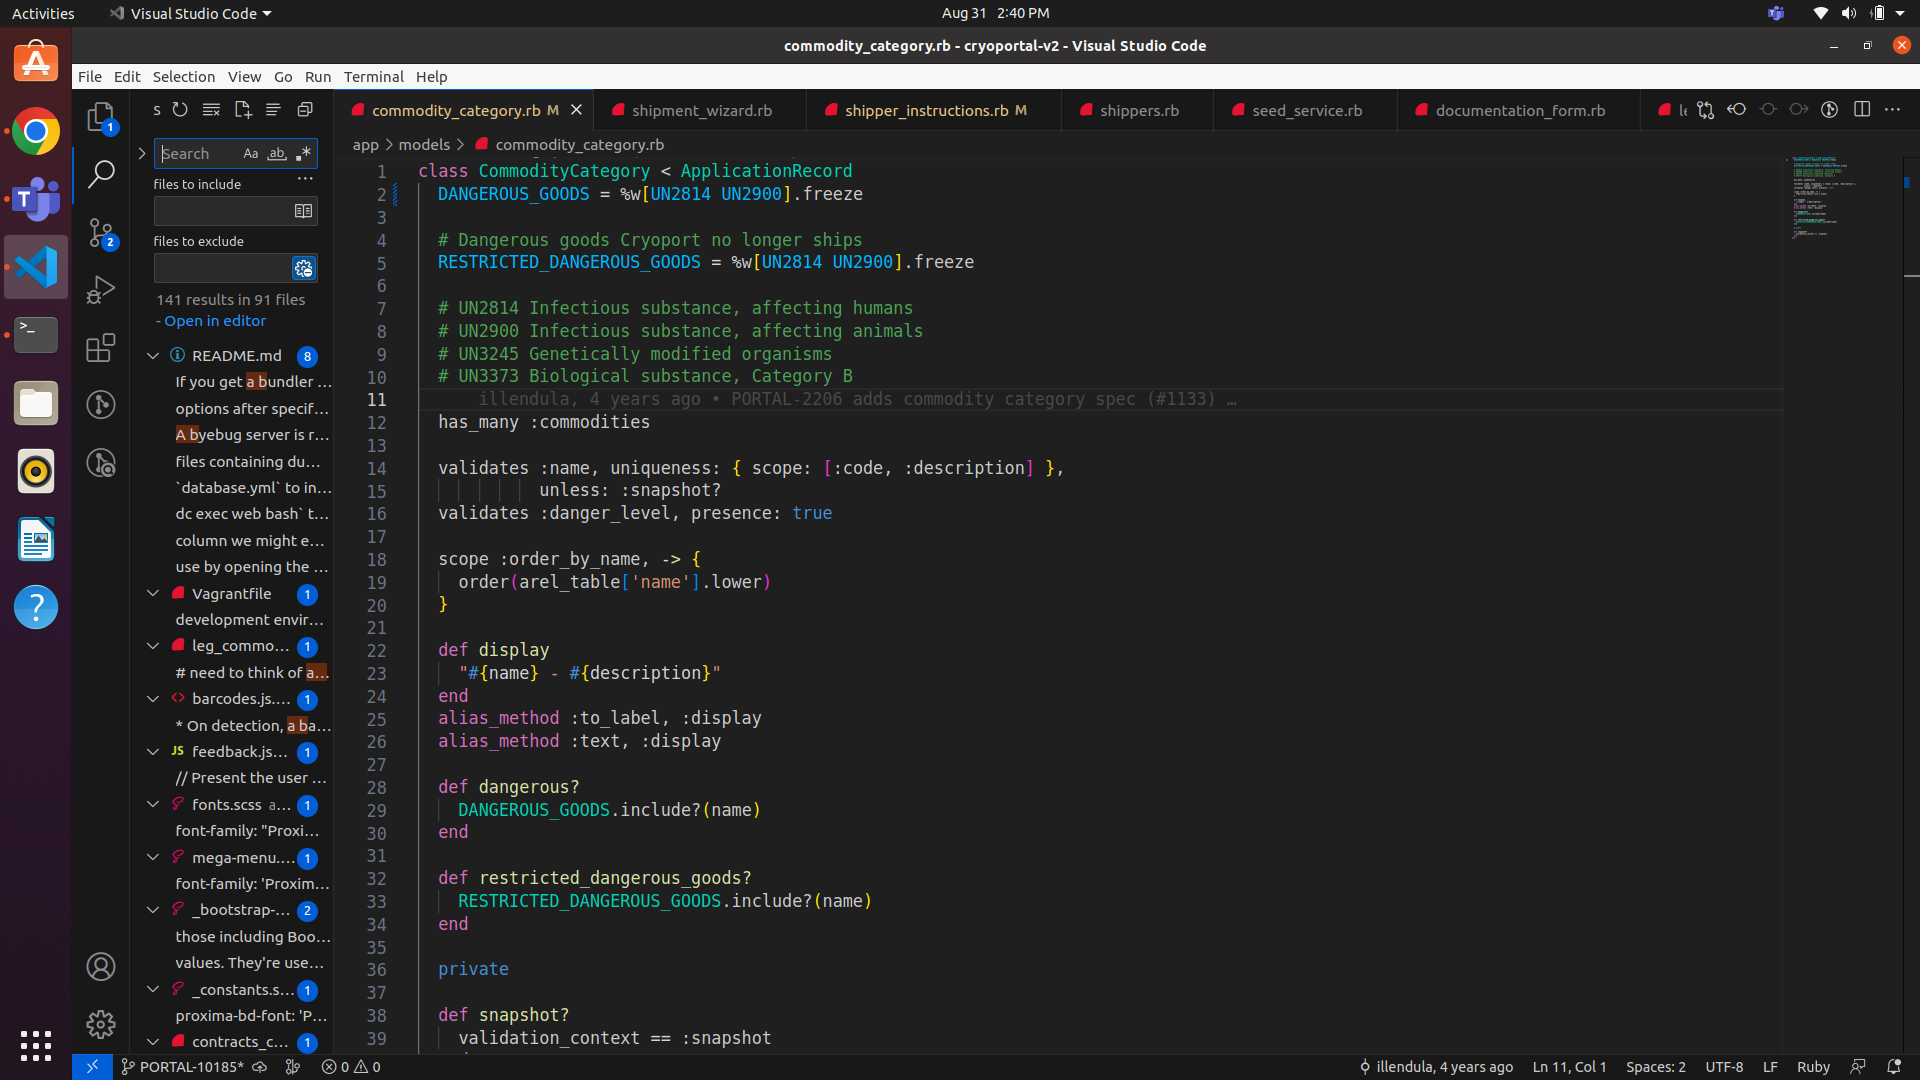 Activities
Visual Studio Code
Aug 31 2:40 PM
commodity_category.rb - cryoportal-v2 - Visual Studio Code
File Edit Selection View Go Run Terminal Help
S
commodity_category.rb M
shipment_wizard.rb
shipper_instructions.rb M
shippers.rb
seed_service.rb
documentation_form.rb
app > models > commodity_category.rb
1
Search
Aa ab
files to include
files to exclude
141 results in 91 files
- Open in editor
README.md 8
If you get a bundler ...
options after specif...
A byebug server is r...
files containing du...
`database.yml` to in...
dc exec web bash` t...
column we might e...
use by opening the ...
Vagrantfile 1
development envir...
leg_commo... 1
# need to think of a...
barcodes.js.... 1
* On detection, a ba...
JS feedback.js... 1
// Present the user ...
fonts.scss a... 1
font-family: "Proxi...
mega-menu.... 1
font-family: 'Proxim...
_bootstrap-... 2
those including Boo...
values. They're use...
_constants.s... 1
proxima-bd-font: 'P...
contracts_c... 1
2
1 class CommodityCategory < ApplicationRecord
2 DANGEROUS_GOODS = %w[UN2814 UN2900].freeze
3
4 # Dangerous goods Cryoport no longer ships
5 RESTRICTED_DANGEROUS_GOODS = %w[UN2814 UN2900].freeze
6
7 # UN2814 Infectious substance, affecting humans
8 # UN2900 Infectious substance, affecting animals
9 # UN3245 Genetically modified organisms
10 # UN3373 Biological substance, Category B
11 illendula, 4 years ago • PORTAL-2206 adds commodity category spec (#1133) …
12 has_many :commodities
13
14 validates :name, uniqueness: { scope: [:code, :description] },
15 unless: :snapshot?
16 validates :danger_level, presence: true
17
18 scope :order_by_name, -> {
19 order(arel_table['name'].lower)
20 }
21
22 def display
23 "#{name} - #{description}"
24 end
25 alias_method :to_label, :display
26 alias_method :text, :display
27
28 def dangerous?
29 DANGEROUS_GOODS.include?(name)
30 end
31
32 def restricted_dangerous_goods?
33 RESTRICTED_DANGEROUS_GOODS.include?(name)
34 end
35
36 private
37
38 def snapshot?
39 validation_context == :snapshot
PORTAL-10185*
0 0
illendula, 4 years ago
Ln 11, Col 1
Spaces: 2
UTF-8
LF
Ruby